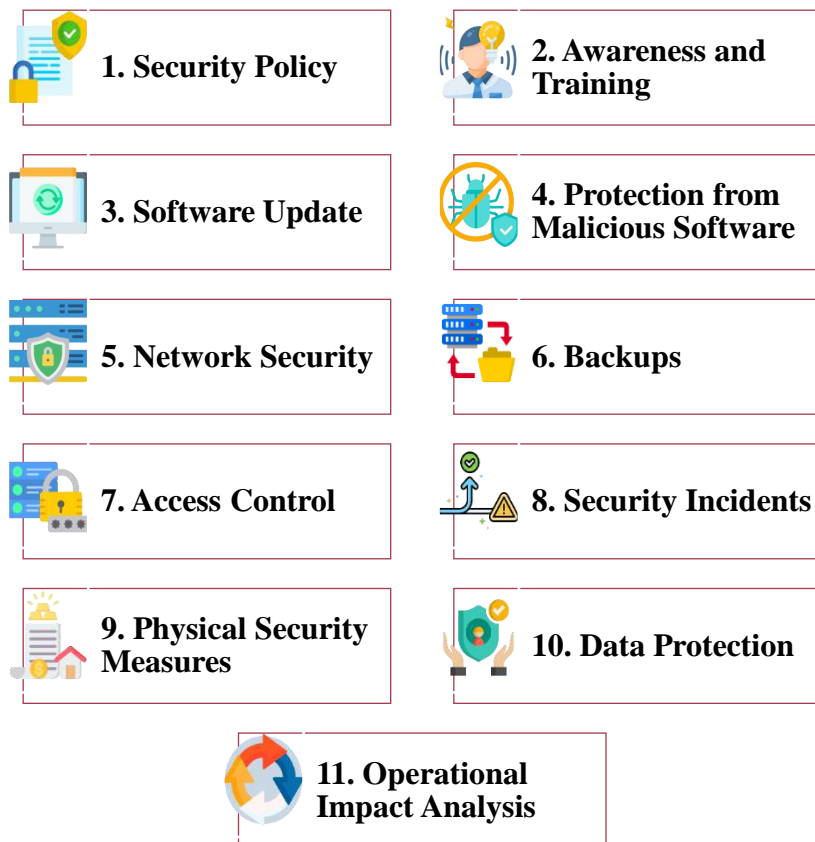 1. Security Policy
2. Awareness and
Training
3. Software Update
4. Protection from
Malicious Software
5. Network Security
6. Backups
7. Access Control
8. Security Incidents
9. Physical Security
Measures
10. Data Protection
11. Operational
Impact Analysis